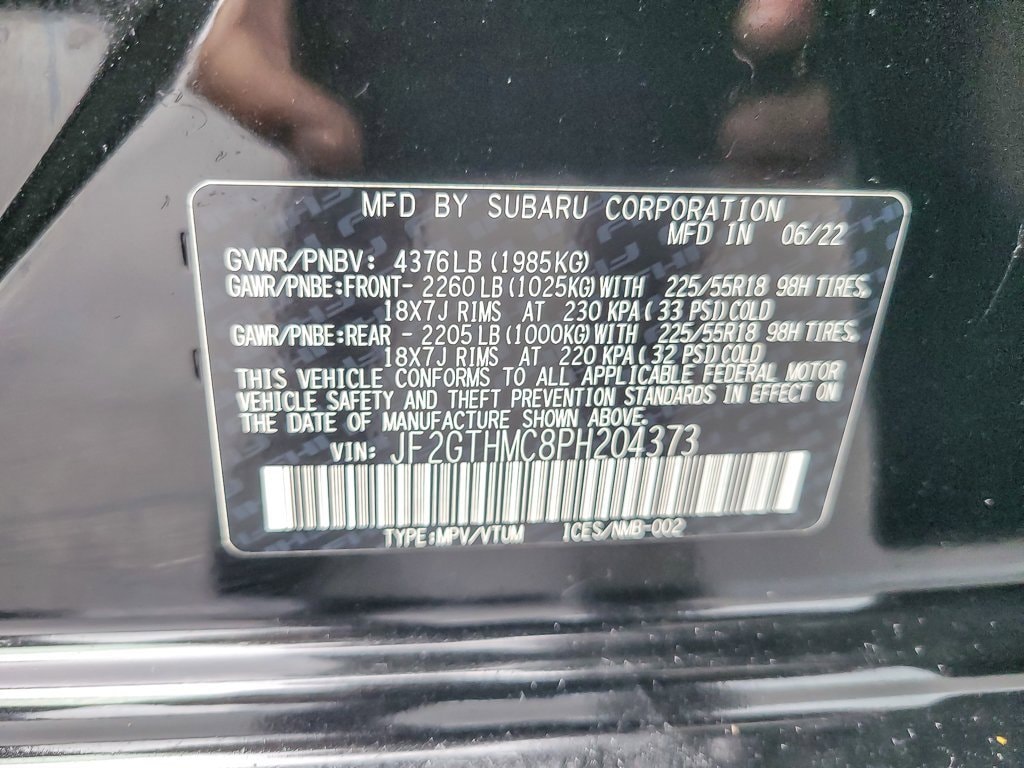 MFD BY SUBARU CORPORATION
MFD IN 06/22
GVWR/PNBV: 4376LB (1985KG)
GAWR/PNBE:FRONT- 2260 LB (1025KG) WITH 225/55R18 98H TIRES,
18X7J RIMS AT 230 KPA ( 33 PSI) COLD
GAWR/PNBE:REAR - 2205 LB (1000KG) WITH 225/55R18 98H TIRES,
18X7J RIMS AT 220 KPA ( 32 PSI) COLD
THIS VEHICLE CONFORMS TO ALL APPLICABLE FEDERAL MOTOR
VEHICLE SAFETY AND THEFT PREVENTION STANDARDS IN EFFECT ON
THE DATE OF MANUFACTURE SHOWN ABOVE.
VIN: JF2GTHMC8PH204373
TYPE:MPV/VTUM ICES/NMB-002